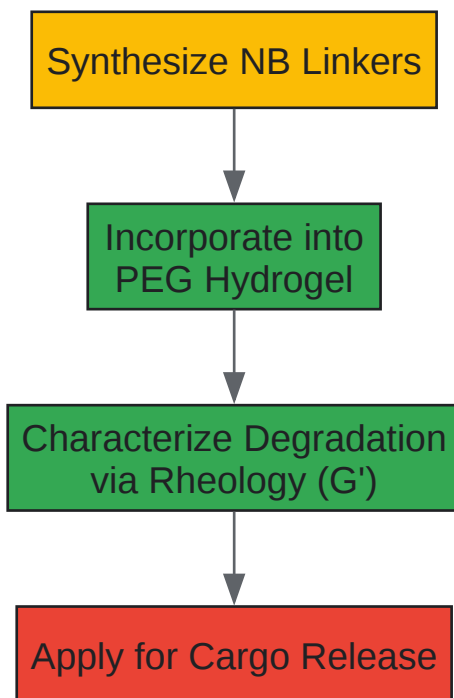 Synthesize NB Linkers
Incorporate into
PEG Hydrogel
Characterize Degradation
via Rheology (G')
Apply for Cargo Release